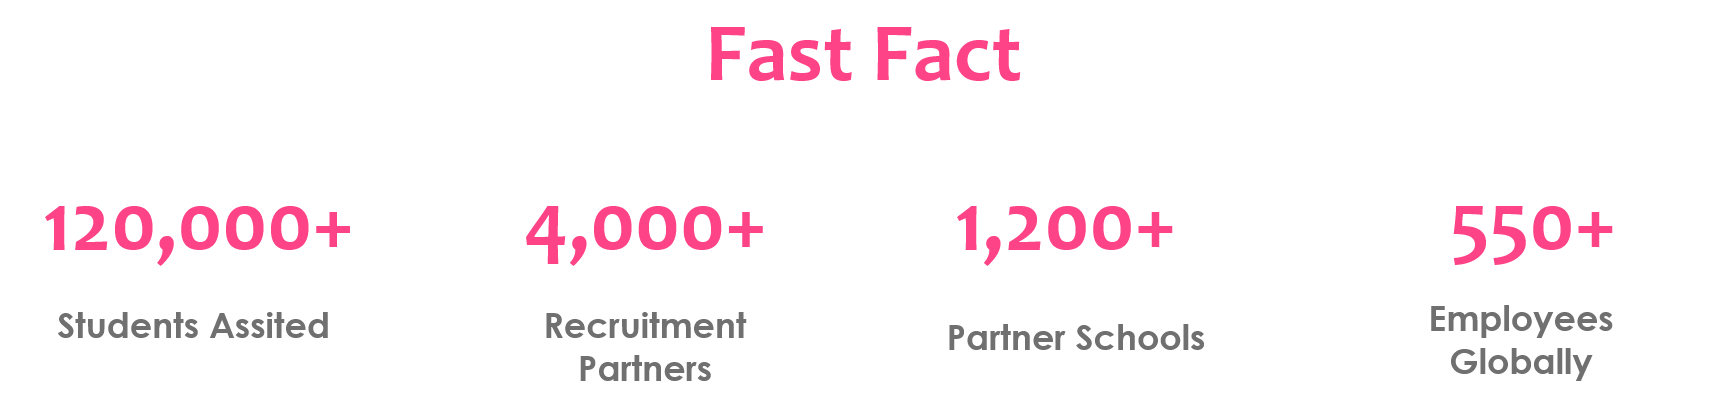 Fast Fact
120,000+
Students Assited
4,000+
Recruitment
Partners
1,200+
Partner Schools
550+
Employees
Globally